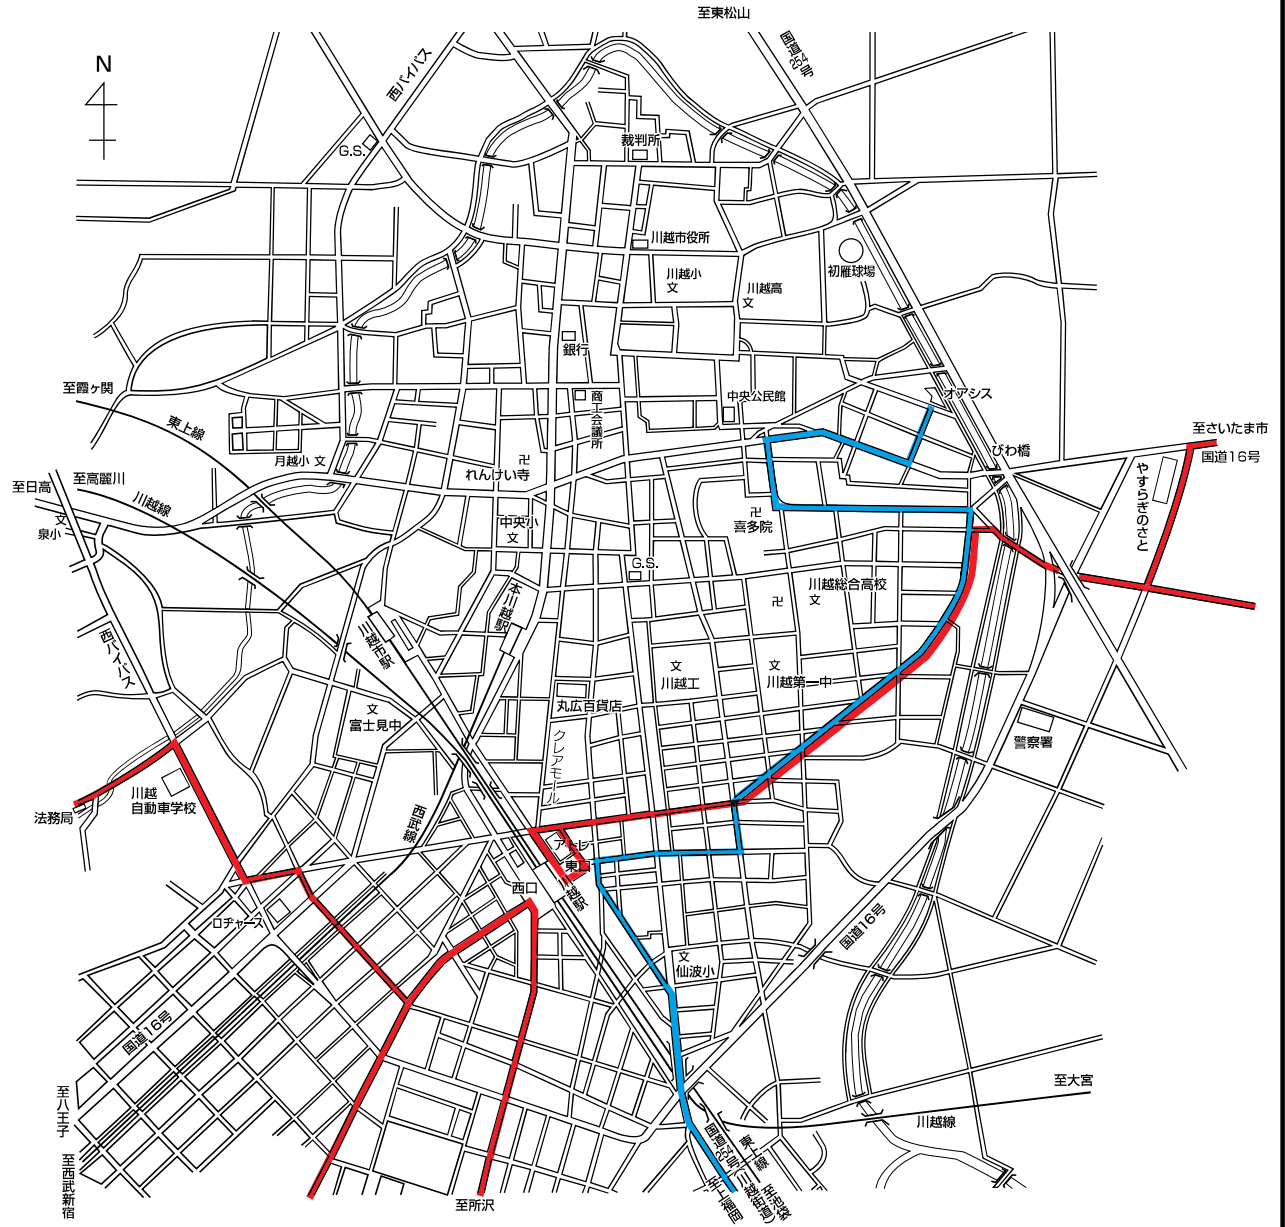 至東松山
国道254号
N
西バイパス
G.S.
裁判所
川越市役所
初雁球場
川越小
文
川越高
文
銀行
至霞ヶ関
商工会議所
中央公民館
オアシス
東上線
至さいたま市
国道16号
びわ橋
月越小 文
卍
れんけい寺
やすらぎのさと
至高麗川
至日高
川越線
文
泉小
中央小
文
卍
喜多院
G.S.
川越総合高校
文
卍
本川越駅
川越市駅
西バイパス
文
川越工
文
川越第一中
文
富士見中
丸広百貨店
クレアモール
警察署
川越
自動車学校
法務局
西武線
アトレ
東口
川越駅
西口
ロヂャース
国道16号
文
仙波小
国道16号
至大宮
川越線
至八王子
至西武新宿
国道254号
東上線
川越街道)
至池袋
至上福岡
至所沢